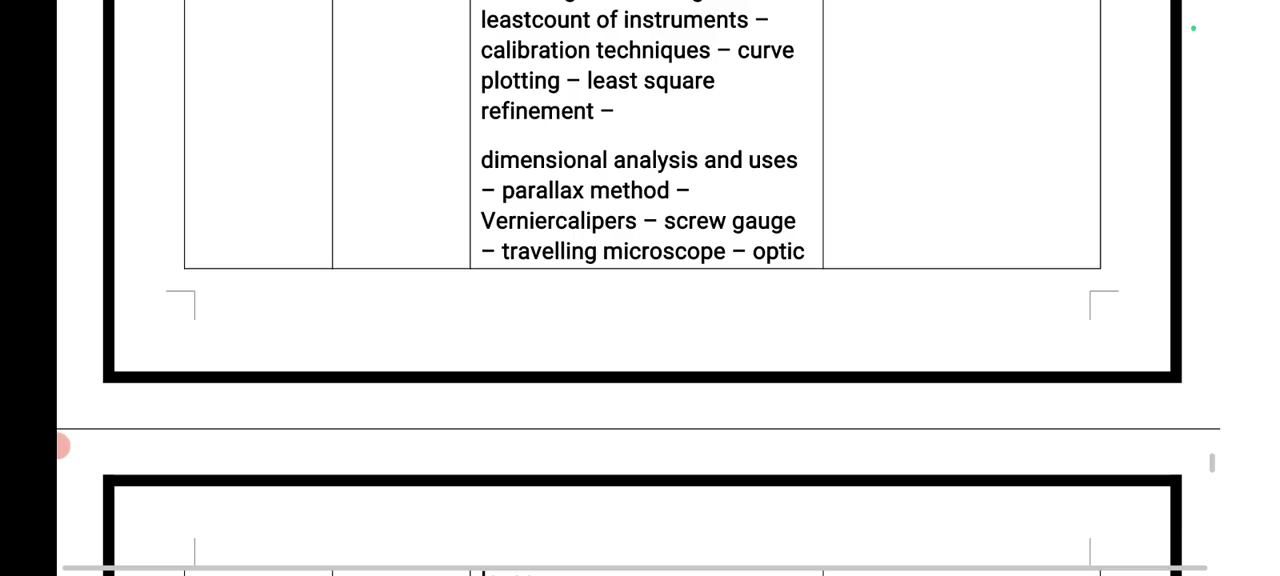 leastcount of instruments –
calibration techniques – curve
plotting – least square
refinement –
dimensional analysis and uses
– parallax method –
Verniercalipers – screw gauge
– travelling microscope – optic